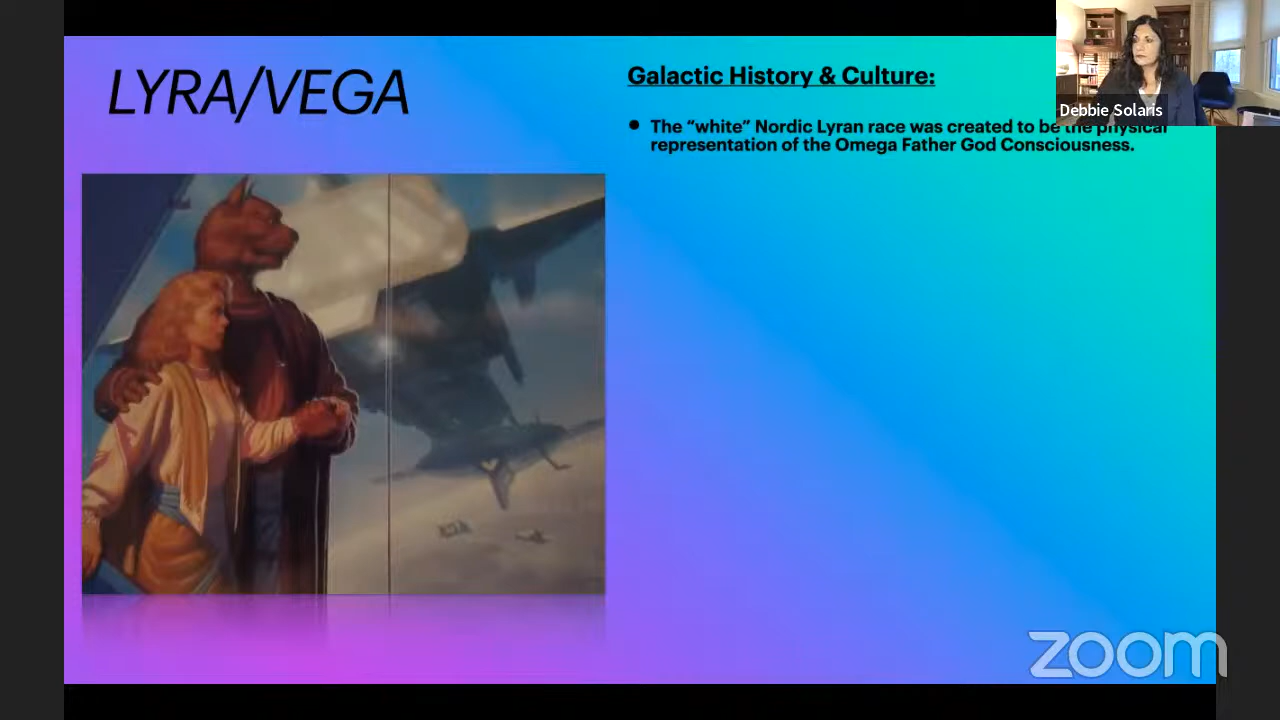 LYRA/VEGA
Galactic History & Culture:
Debbie Solaris
• The “white” Nordic Lyran race was created to be the physical
representation of the Omega Father God Consciousness.
zoom